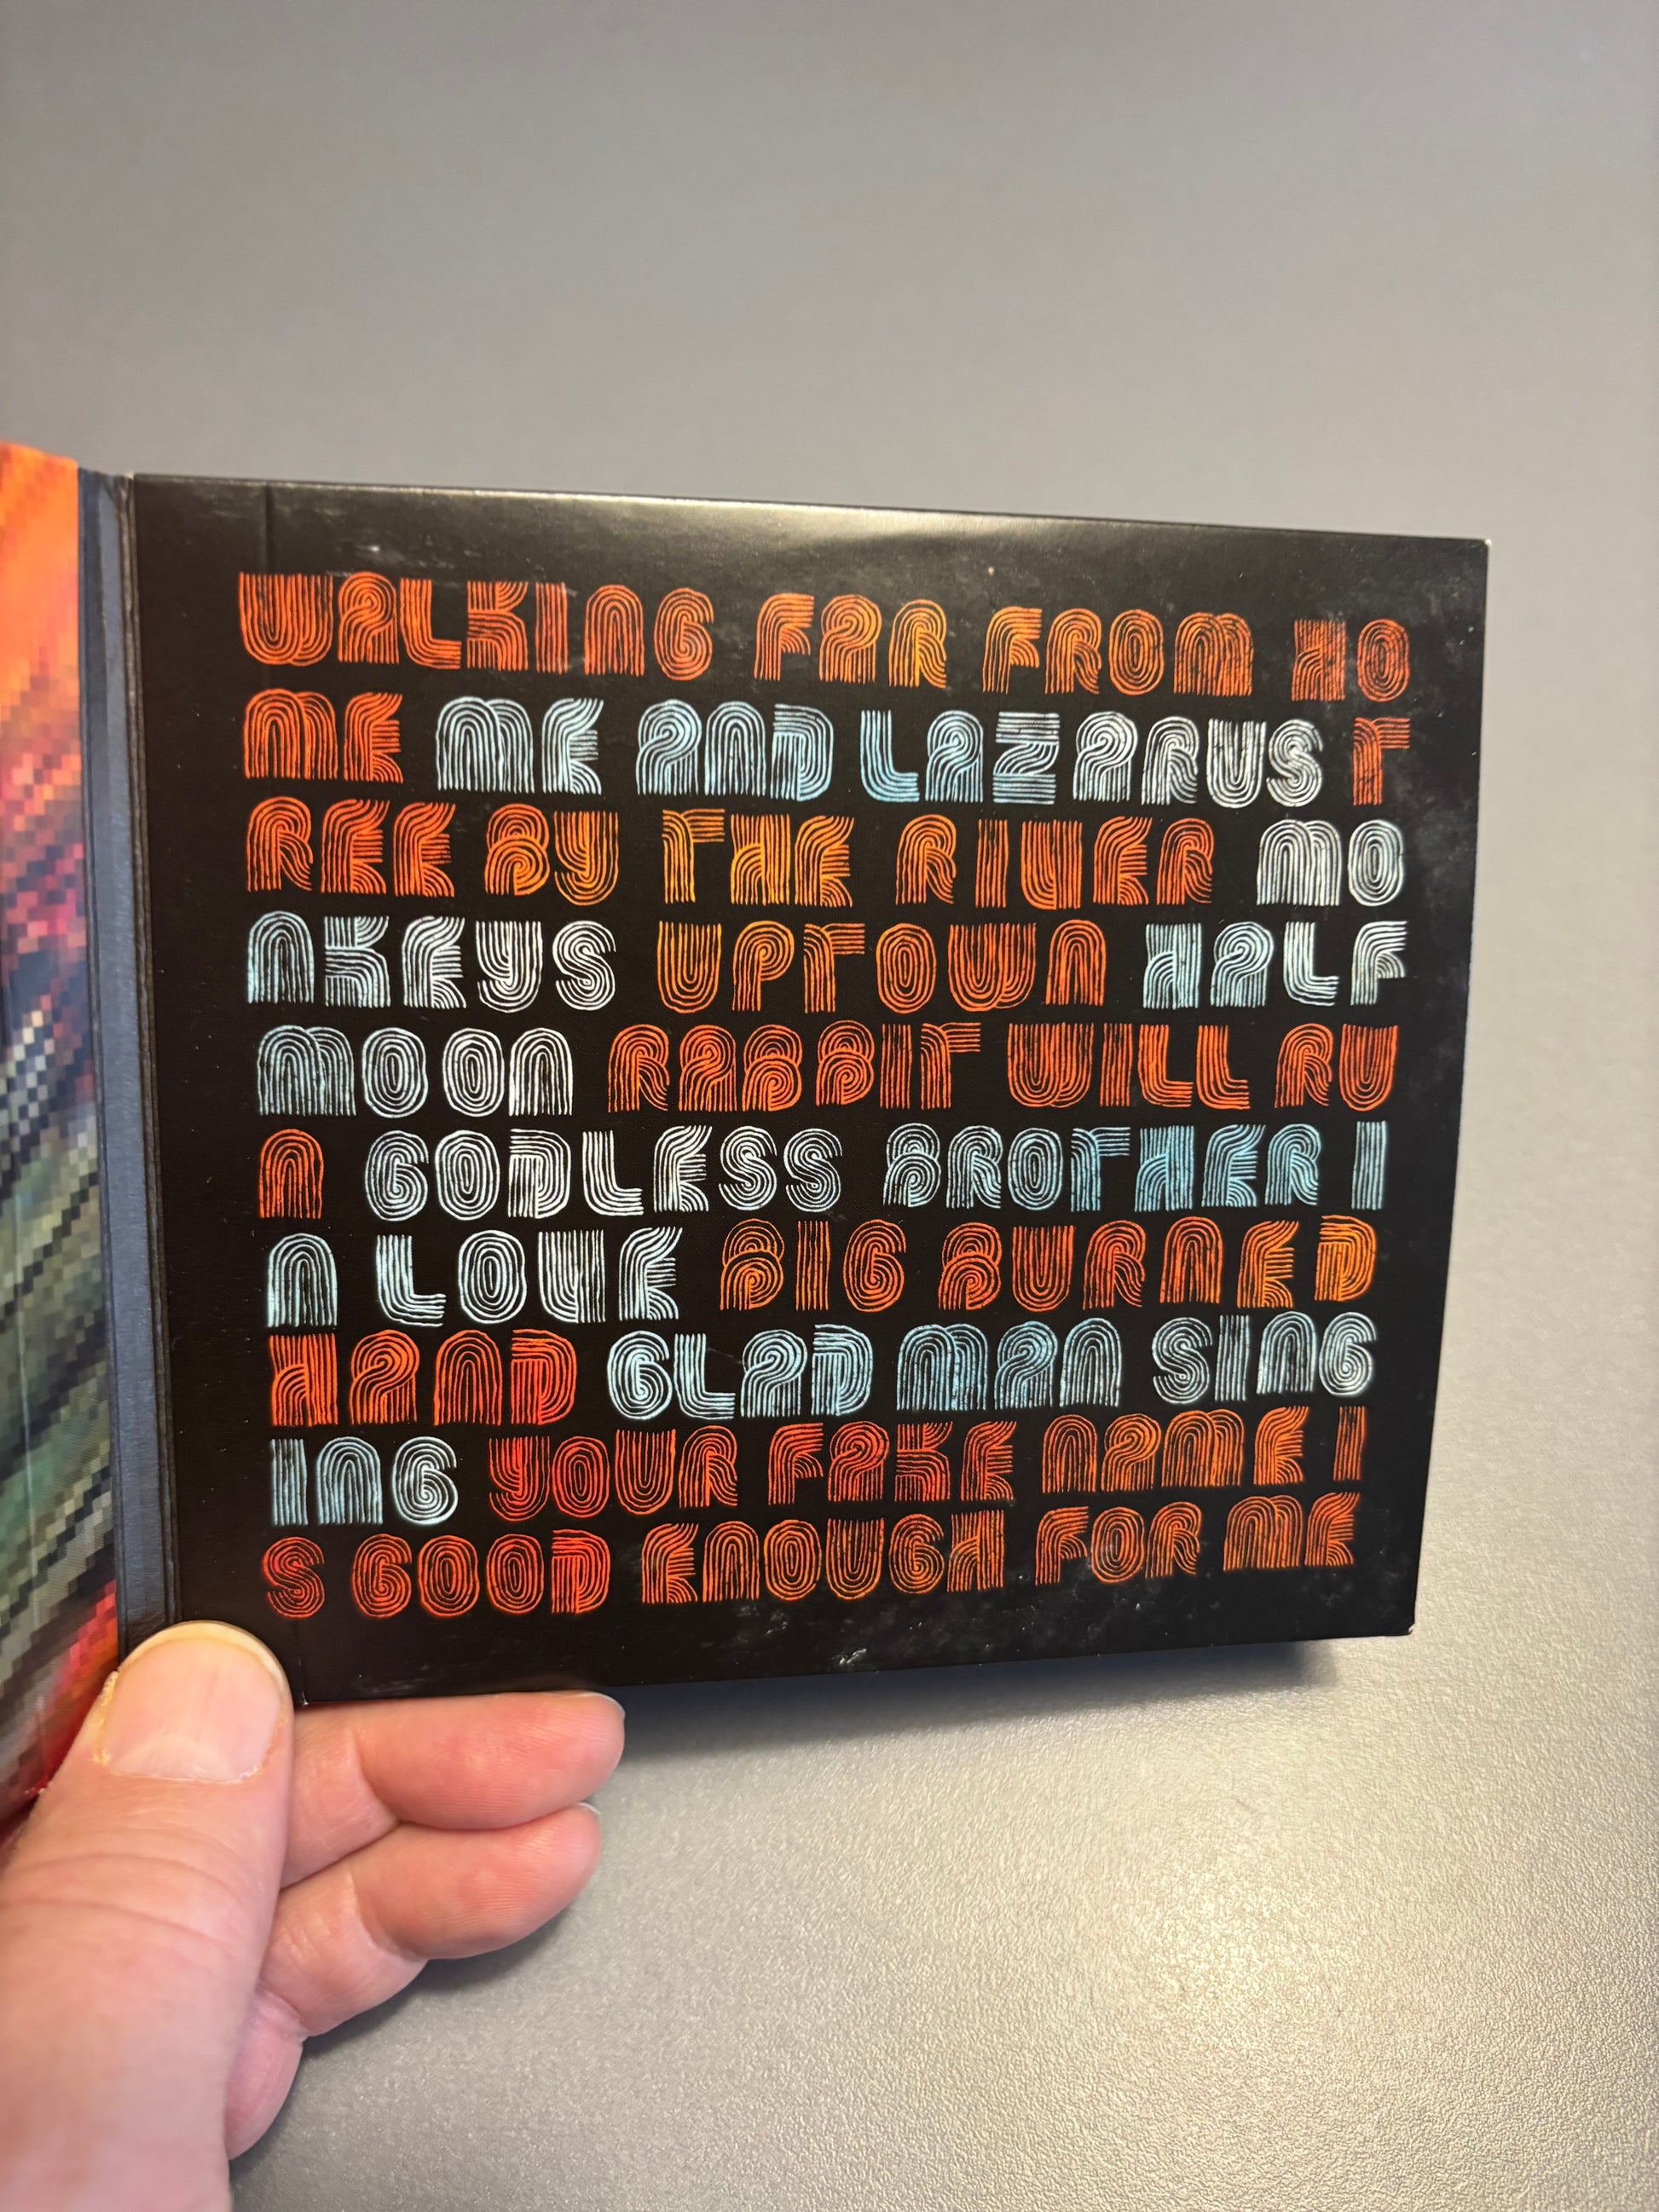 WALKING FAR FROM HO
ME ME AND LAZARUS T
REE BY THE RIVER MO
NKEYS UPTOWN HALF
MOON RABBIT WILL RU
N GODLESS BROTHER I
N LOVE BIG BURNED
HAND GLAD MAN SING
ING YOUR FAKE NAME I
S GOOD ENOUGH FOR ME